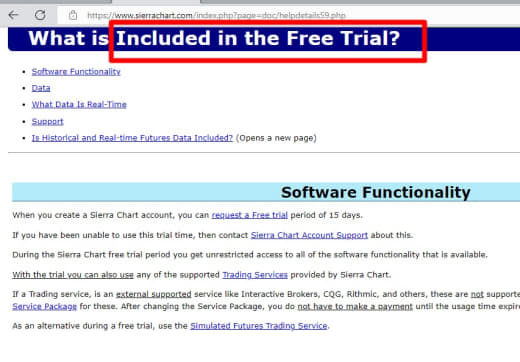 https://www.sierrachart.com/index.php?page=doc/helpdetails59.php
What is Included in the Free Trial?
Software Functionality
Data
What Data Is Real-Time
Support
Is Historical and Real-time Futures Data Included? (Opens a new page)
Software Functionality
When you create a Sierra Chart account, you can request a Free trial period of 15 days.
If you have been unable to use this trial time, then contact Sierra Chart Account Support about this.
During the Sierra Chart free trial period you get unrestricted access to all of the software functionality that is available.
With the trial you can also use any of the supported Trading Services provided by Sierra Chart.
If a Trading service, is an external supported service like Interactive Brokers, CQG, Rithmic, and others, these are not supporte
Service Package for these. After changing the Service Package, you do not have to make a payment until the usage time expire
As an alternative during a free trial, use the Simulated Futures Trading Service.